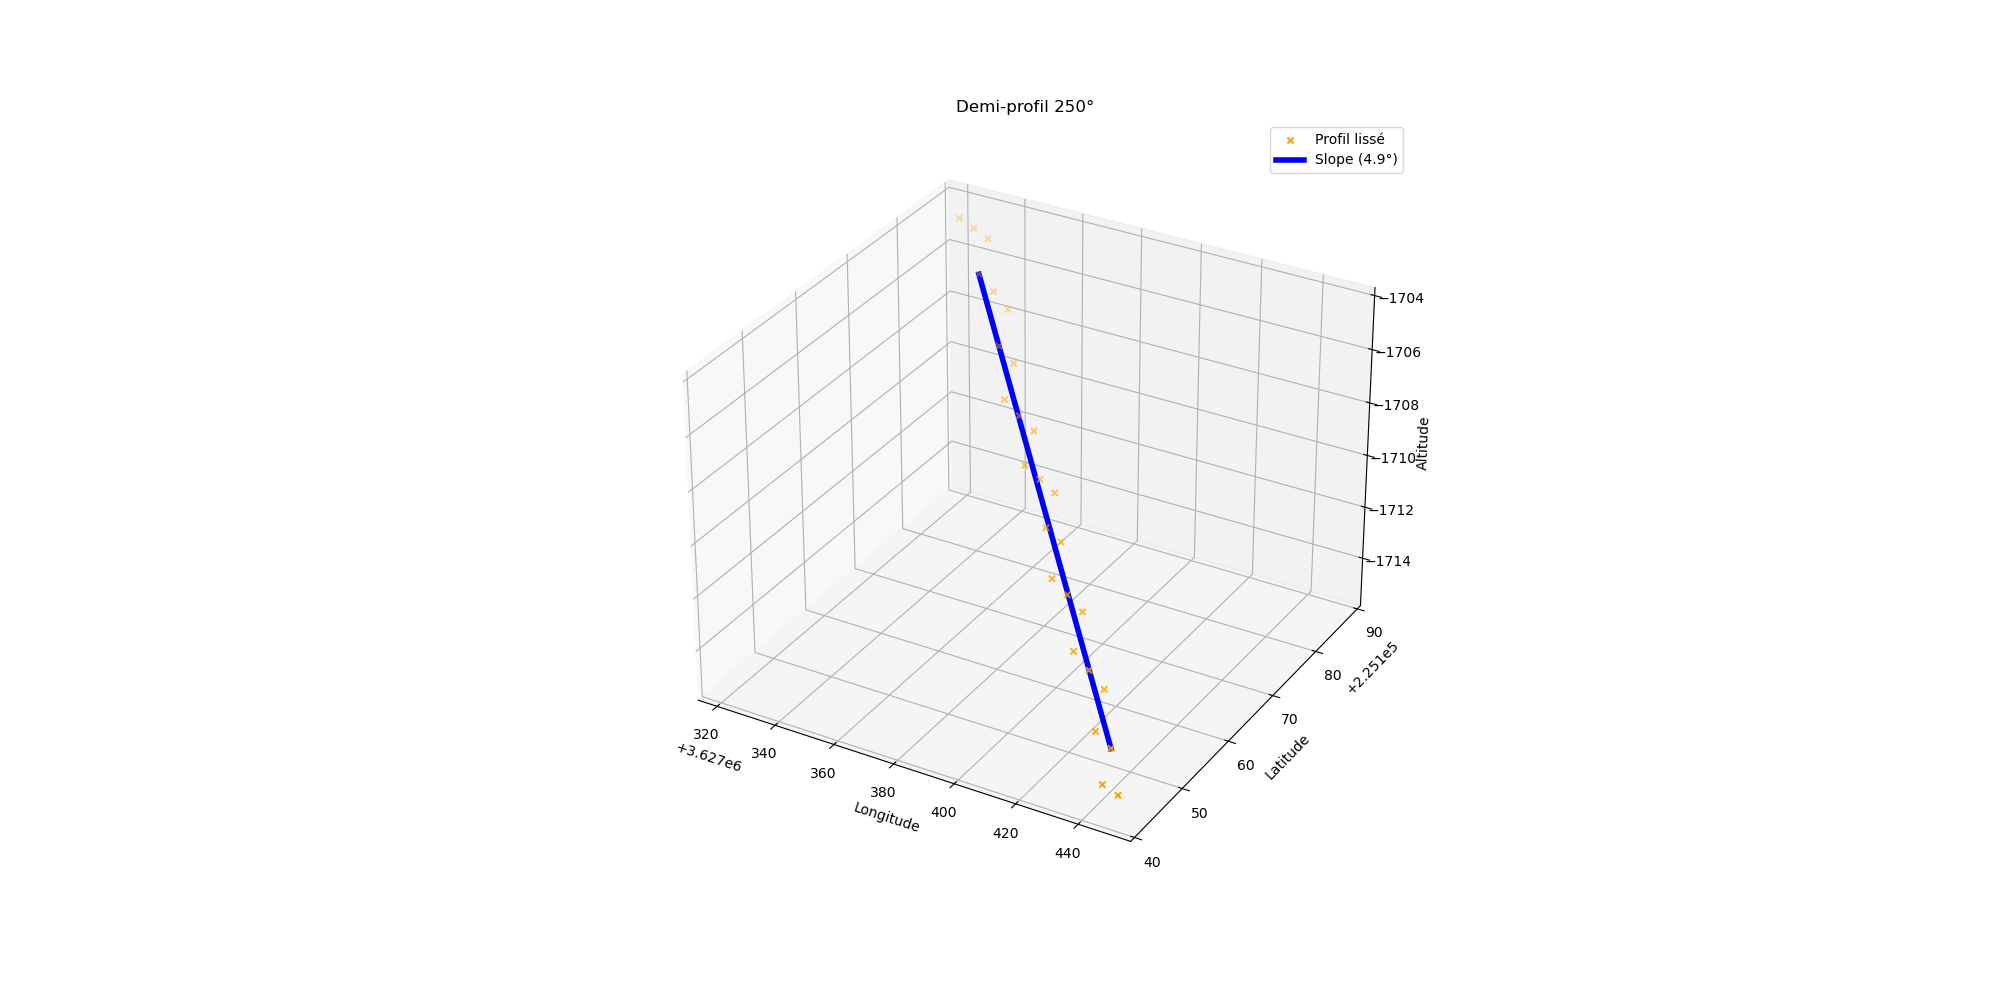 Demi-profil 250°
Profil lissé
Slope (4.9°)
−1704
−1706
−1708
−1710
−1712
−1714
Altitude
90
80
70
60
50
40
+2.251e5
Latitude
320
340
360
380
400
420
440
+3.627e6
Longitude